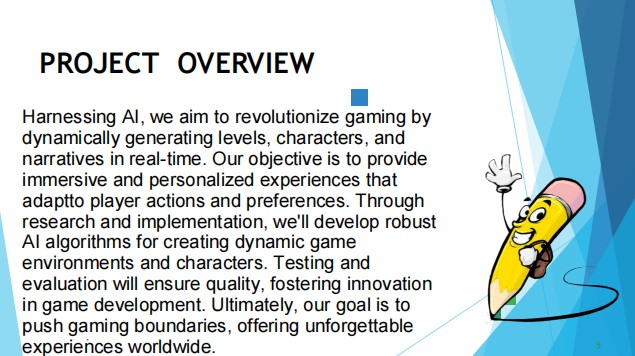 PROJECT OVERVIEW
Harnessing AI, we aim to revolutionize gaming by
dynamically generating levels, characters, and
narratives in real-time. Our objective is to provide
immersive and personalized experiences that
adaptto player actions and preferences. Through
research and implementation, we'll develop robust
AI algorithms for creating dynamic game
environments and characters. Testing and
evaluation will ensure quality, fostering innovation
in game development. Ultimately, our goal is to
push gaming boundaries, offering unforgettable
experiences worldwide.